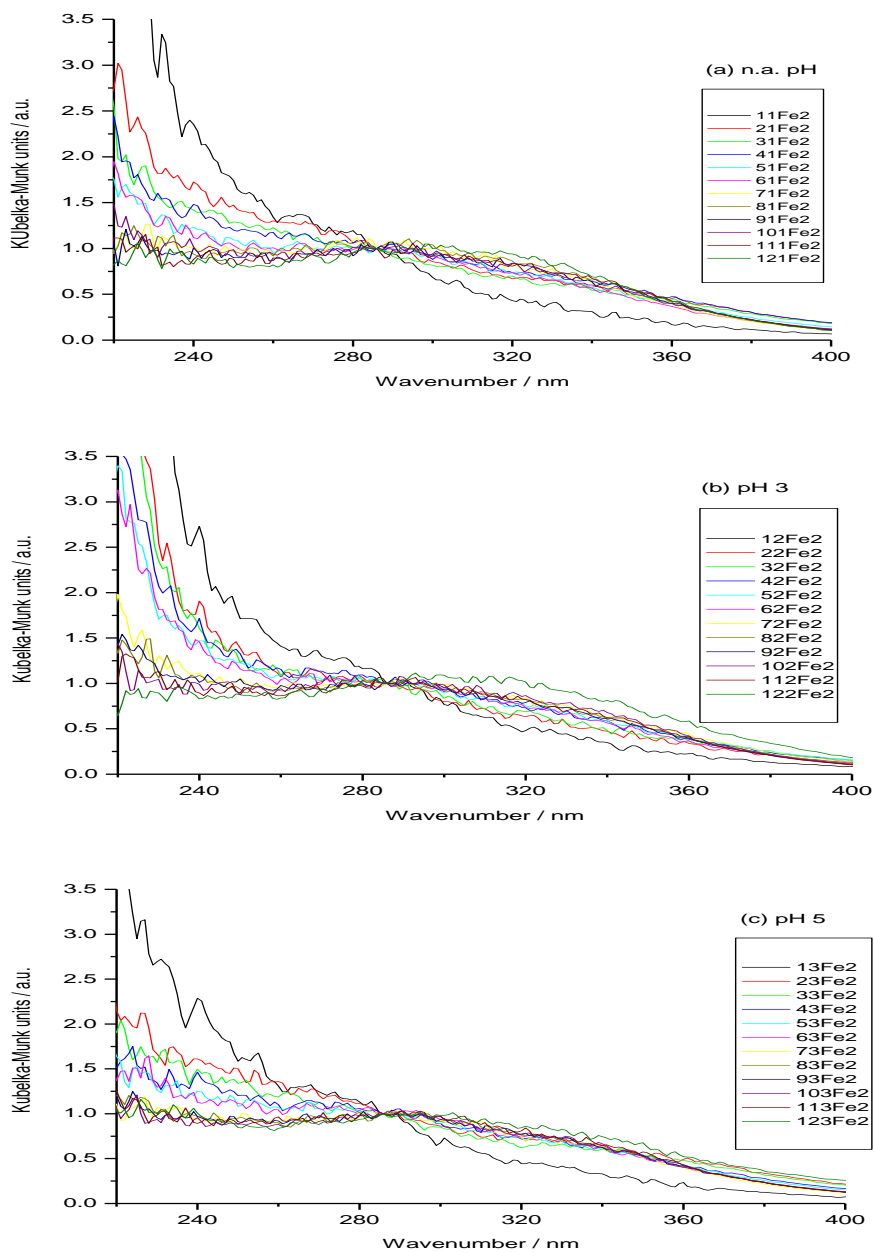 3.5
3.0
2.5
2.0
1.5
1.0
0.5
0.0
KUbelka-Munk units / a.u.
(a) n.a. pH
11Fe2
21Fe2
31Fe2
41Fe2
51Fe2
61Fe2
71Fe2
81Fe2
91Fe2
101Fe2
111Fe2
121Fe2
240 280 320 360 400
Wavenumber / nm
3.5
3.0
2.5
2.0
1.5
1.0
0.5
0.0
Kubelka-Munk units / a.u.
(b) pH 3
12Fe2
22Fe2
32Fe2
42Fe2
52Fe2
62Fe2
72Fe2
82Fe2
92Fe2
102Fe2
112Fe2
122Fe2
240 280 320 360 400
Wavenumber / nm
3.5
3.0
2.5
2.0
1.5
1.0
0.5
0.0
Kubelka-Munk units / a.u.
(c) pH 5
13Fe2
23Fe2
33Fe2
43Fe2
53Fe2
63Fe2
73Fe2
83Fe2
93Fe2
103Fe2
113Fe2
123Fe2
240 280 320 360 400
Wavenumber / nm